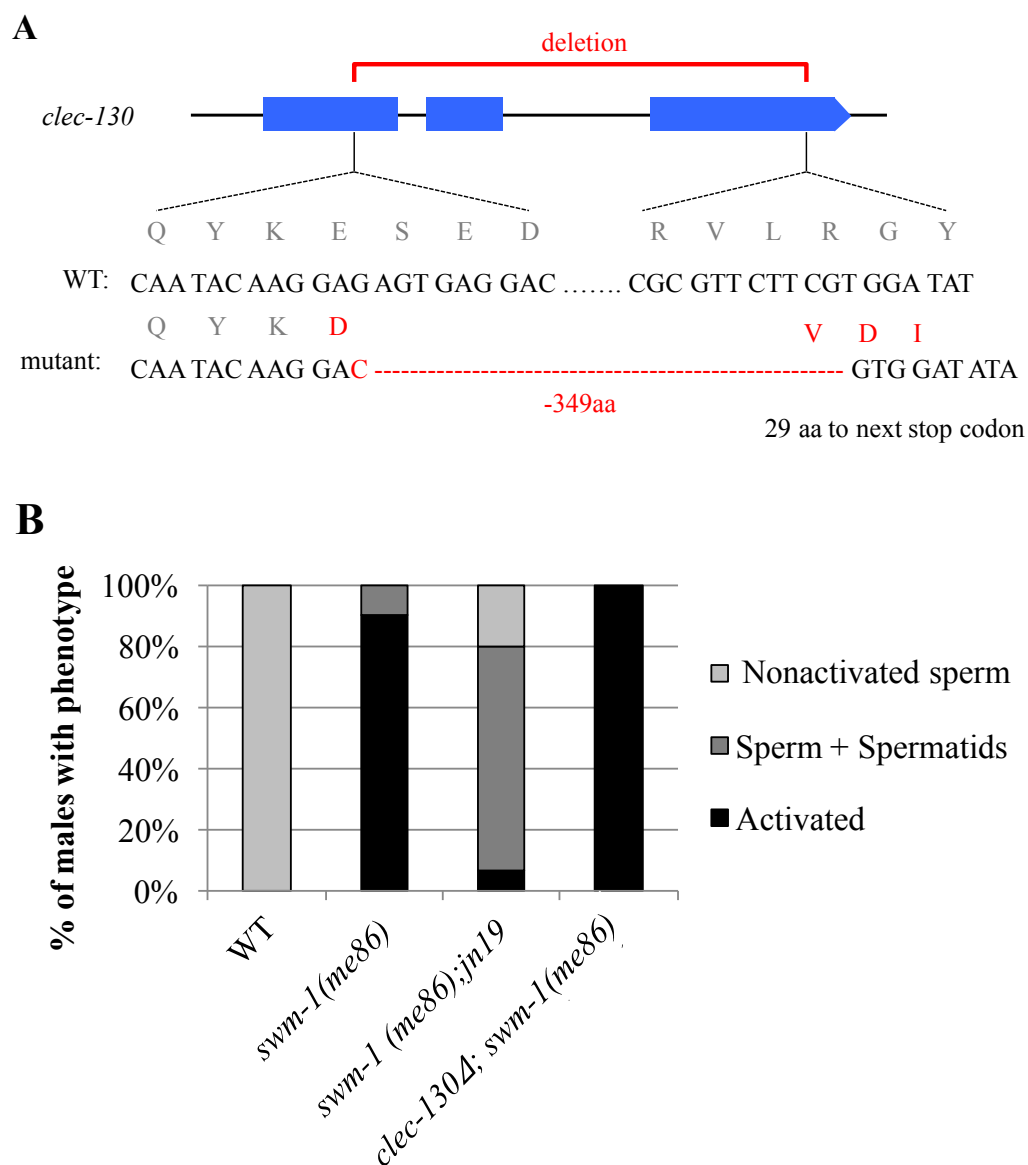 A
deletion
clec-130
Q Y K E S E D R V L R G Y
WT: CAA TAC AAG GAG AGT GAG GAC ....... CGC GTT CTT CGT GGA TAT
Q Y K D V D I
mutant: CAA TAC AAG GAC ------------------------------------------------ GTG GAT ATA
-349aa
29 aa to next stop codon
B
% of males with phenotype
100%
80%
60%
40%
20%
0%
WT
swm-1(me86)
swm-1 (me86);jn19
clec-130Δ; swm-1(me86)
Nonactivated sperm
Sperm + Spermatids
Activated